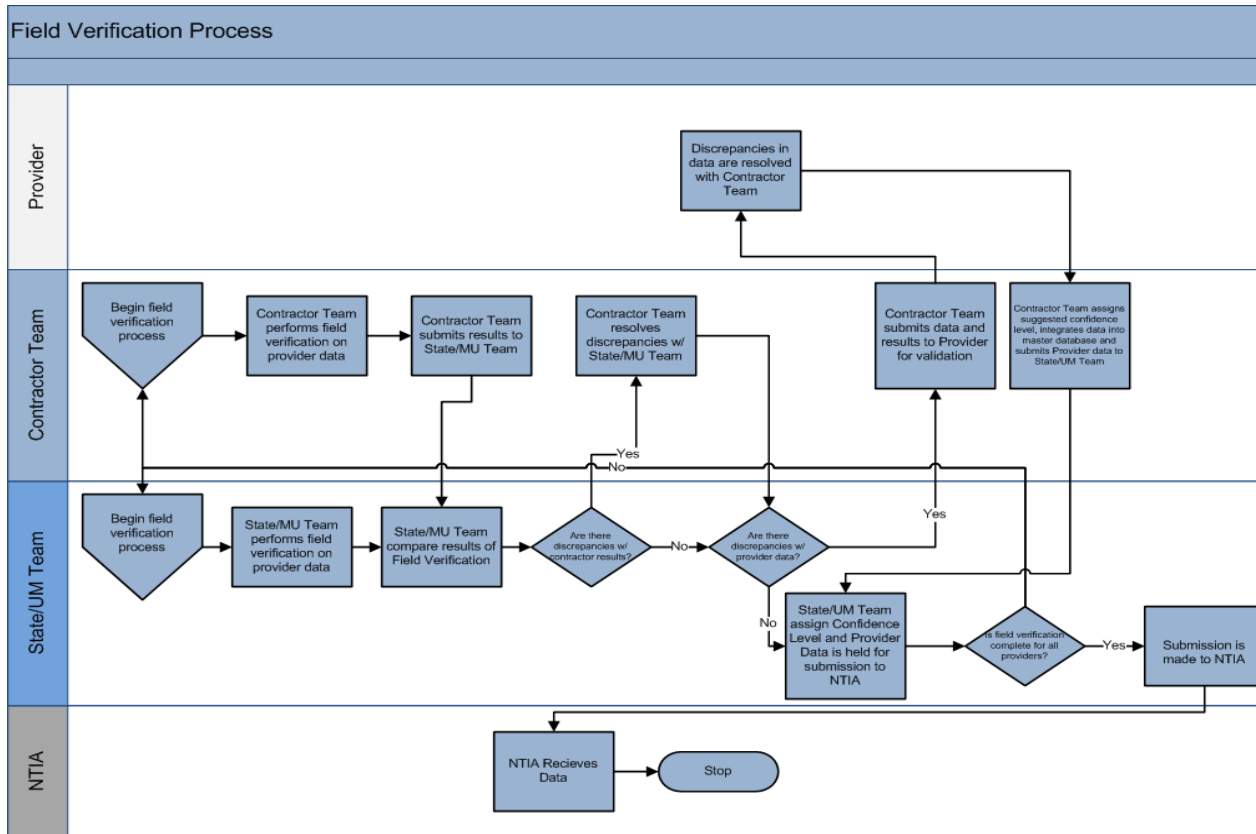 Field Verification Process
Provider
Discrepancies in
data are resolved
with Contractor
Team
Contractor Team
Begin field
verification
process
Contractor Team
performs field
verification on
provider data
Contractor Team
submits results to
State/MU Team
Contractor Team
resolves
discrepancies w/
State/MU Team
Contractor Team
submits data and
results to Provider
for validation
Contractor Team assigns
suggested confidence
level, integrates data into
master database and
submits Provider data to
State/UM Team
Yes
No
State/UM Team
Begin field
verification
process
State/MU Team
performs field
verification on
provider data
State/MU Team
compare results of
Field Verification
Are there
discrepancies w/
contractor results?
No
Are there
discrepancies w/
provider data?
Yes
No
State/UM Team
assign Confidence
Level and Provider
Data is held for
submission to
NTIA
Is field verification
complete for all
providers?
Yes
Submission is
made to NTIA
NTIA
NTIA Recieves
Data
Stop